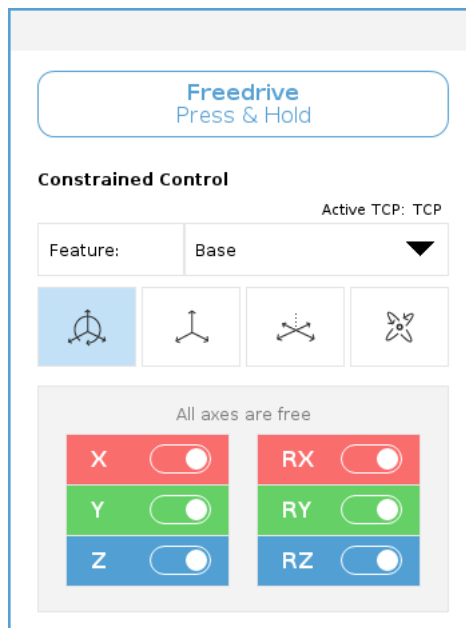 Freedrive
Press & Hold
Constrained Control
Active TCP: TCP
Feature: Base
All axes are free
X RX
Y RY
Z RZ